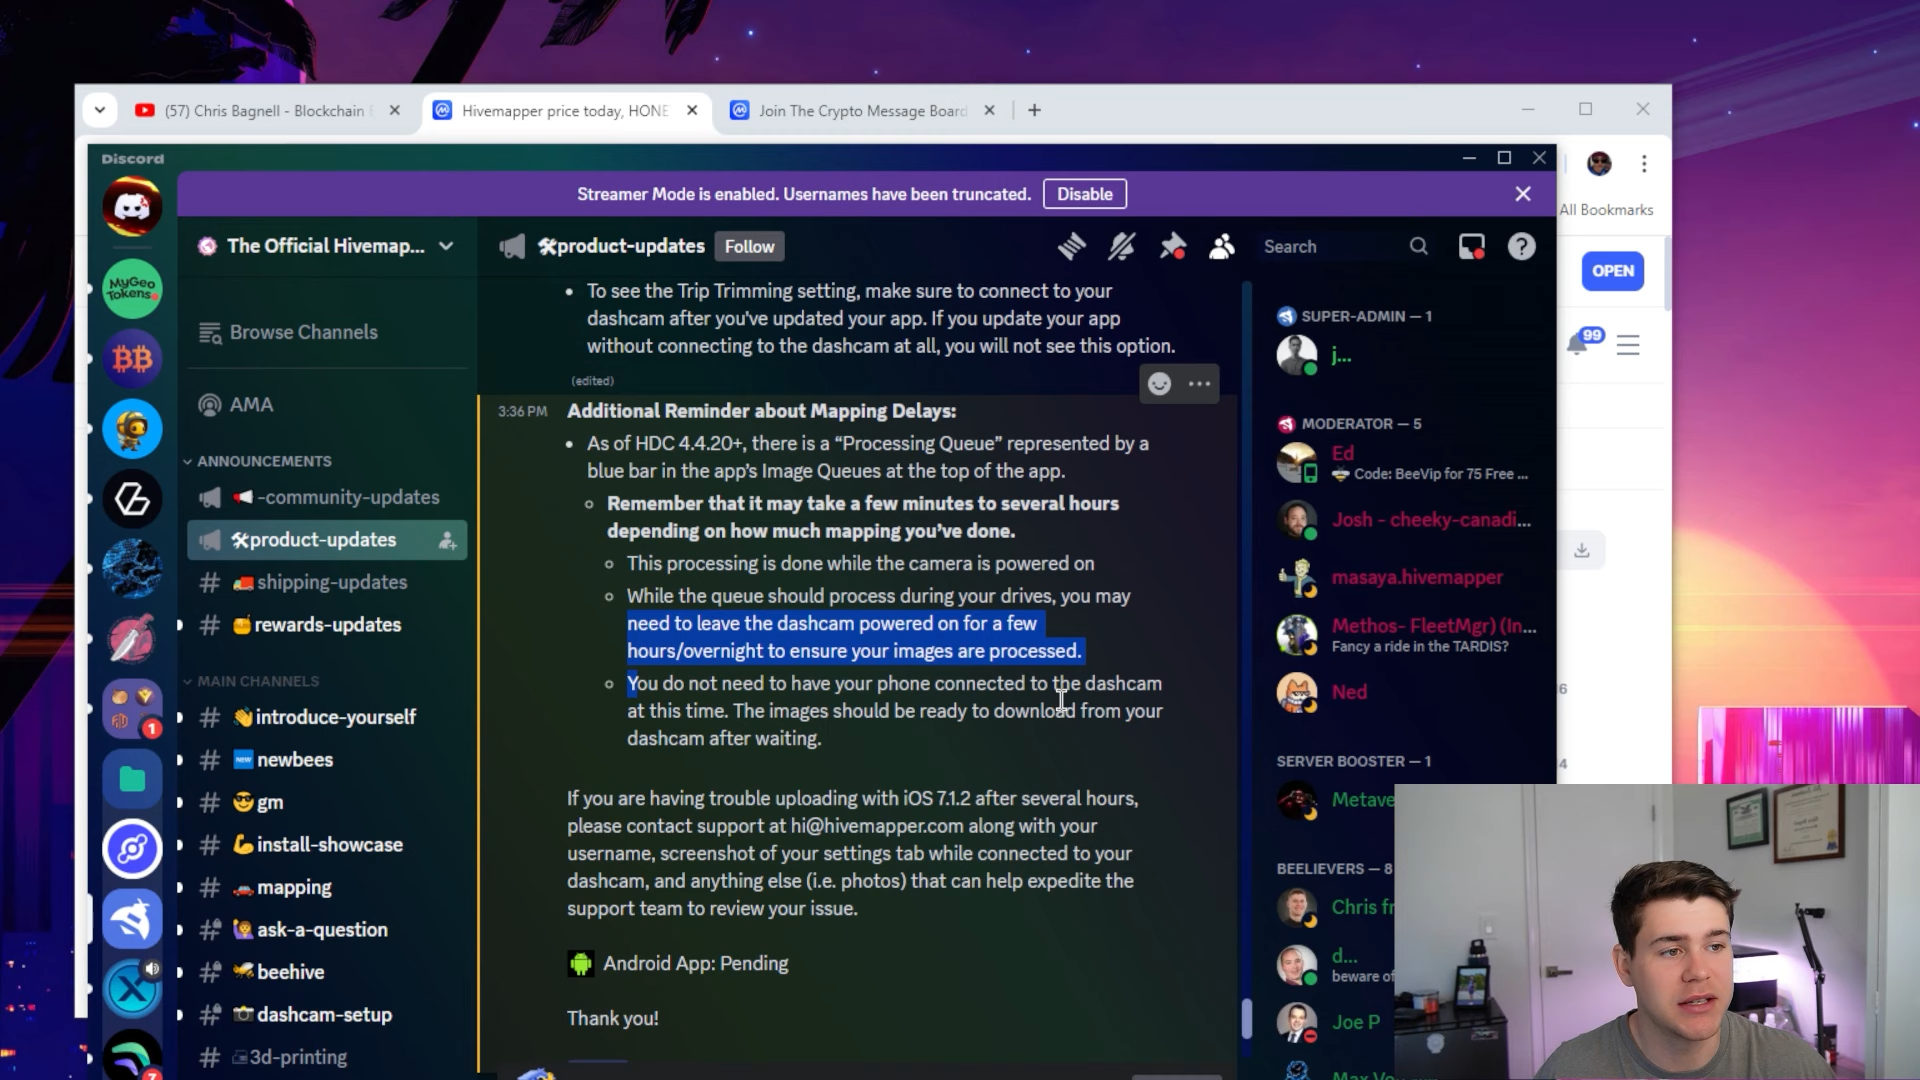 (57) Chris Bagnell - Blockchain
Hivemapper price today, HONE
Join The Crypto Message Board
Discord
Streamer Mode is enabled. Usernames have been truncated.
Disable
All Bookmarks
The Official Hivemap...
🛠product-updates
Follow
Search
OPEN
99
MyGeo
Tokens
Browse Channels
AMA
ANNOUNCEMENTS
📢-community-updates
🛠product-updates
# 🚚shipping-updates
# 🍯rewards-updates
MAIN CHANNELS
# 👋introduce-yourself
# 🆕newbees
# 😎gm
# 💪install-showcase
# 🚗mapping
# 🙋ask-a-question
# 🐝beehive
# 📷dashcam-setup
# 3d-printing
1
7
• To see the Trip Trimming setting, make sure to connect to your
dashcam after you've updated your app. If you update your app
without connecting to the dashcam at all, you will not see this option.
(edited)
3:36 PM Additional Reminder about Mapping Delays:
• As of HDC 4.4.20+, there is a “Processing Queue” represented by a
blue bar in the app’s Image Queues at the top of the app.
◦ Remember that it may take a few minutes to several hours
depending on how much mapping you’ve done.
◦ This processing is done while the camera is powered on
◦ While the queue should process during your drives, you may
need to leave the dashcam powered on for a few
hours/overnight to ensure your images are processed.
◦ You do not need to have your phone connected to the dashcam
at this time. The images should be ready to download from your
dashcam after waiting.
If you are having trouble uploading with iOS 7.1.2 after several hours,
please contact support at hi@hivemapper.com along with your
username, screenshot of your settings tab while connected to your
dashcam, and anything else (i.e. photos) that can help expedite the
support team to review your issue.
Android App: Pending
Thank you!
SUPER-ADMIN — 1
j...
MODERATOR — 5
Ed
Code: BeeVip for 75 Free ...
Josh - cheeky-canadi...
masaya.hivemapper
Methos- FleetMgr) (In...
Fancy a ride in the TARDIS?
Ned
SERVER BOOSTER — 1
Metave
BEELIEVERS — 8
Chris fr
d...
beware of
Joe P
6
4